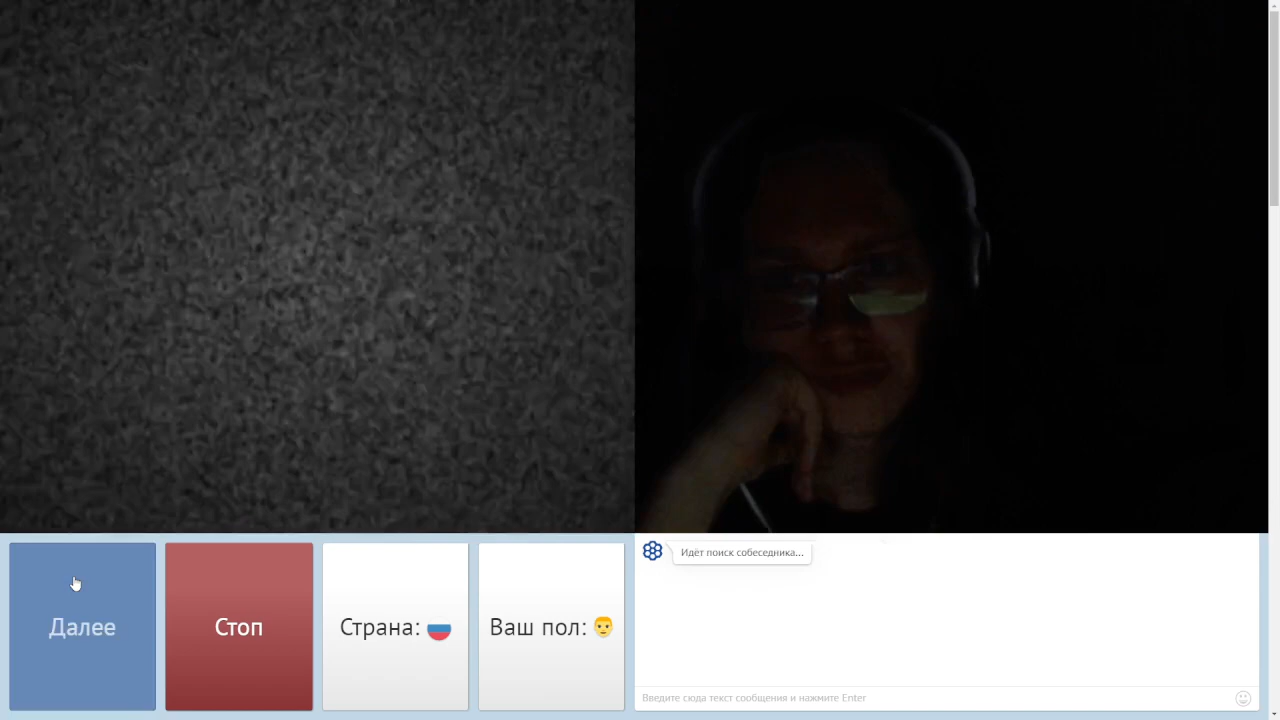 Идёт поиск собеседника...
Далее
Стоп
Страна:
Ваш пол:
Введите сюда текст сообщения и нажмите Enter